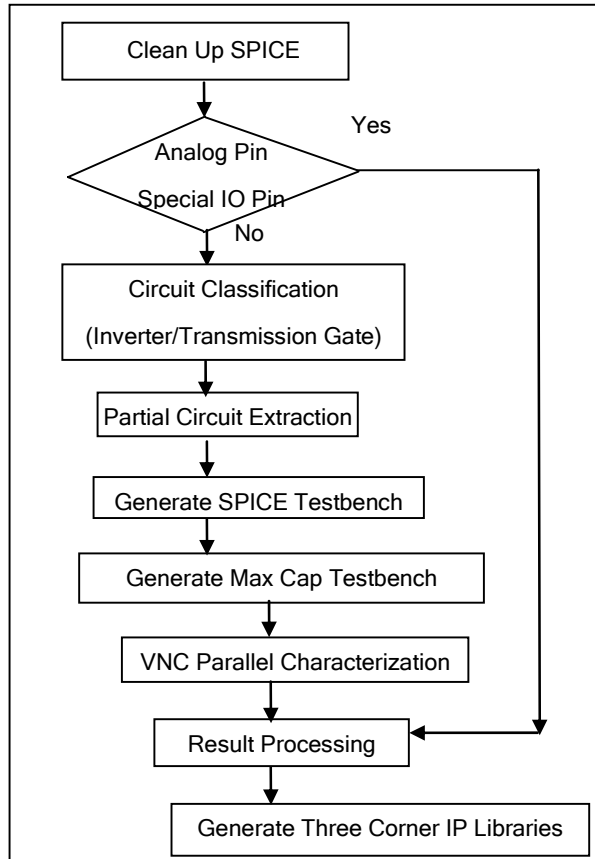 Clean Up SPICE
Yes
Analog Pin
Special IO Pin
No
Circuit Classification
(Inverter/Transmission Gate)
Partial Circuit Extraction
Generate SPICE Testbench
Generate Max Cap Testbench
VNC Parallel Characterization
Result Processing
Generate Three Corner IP Libraries